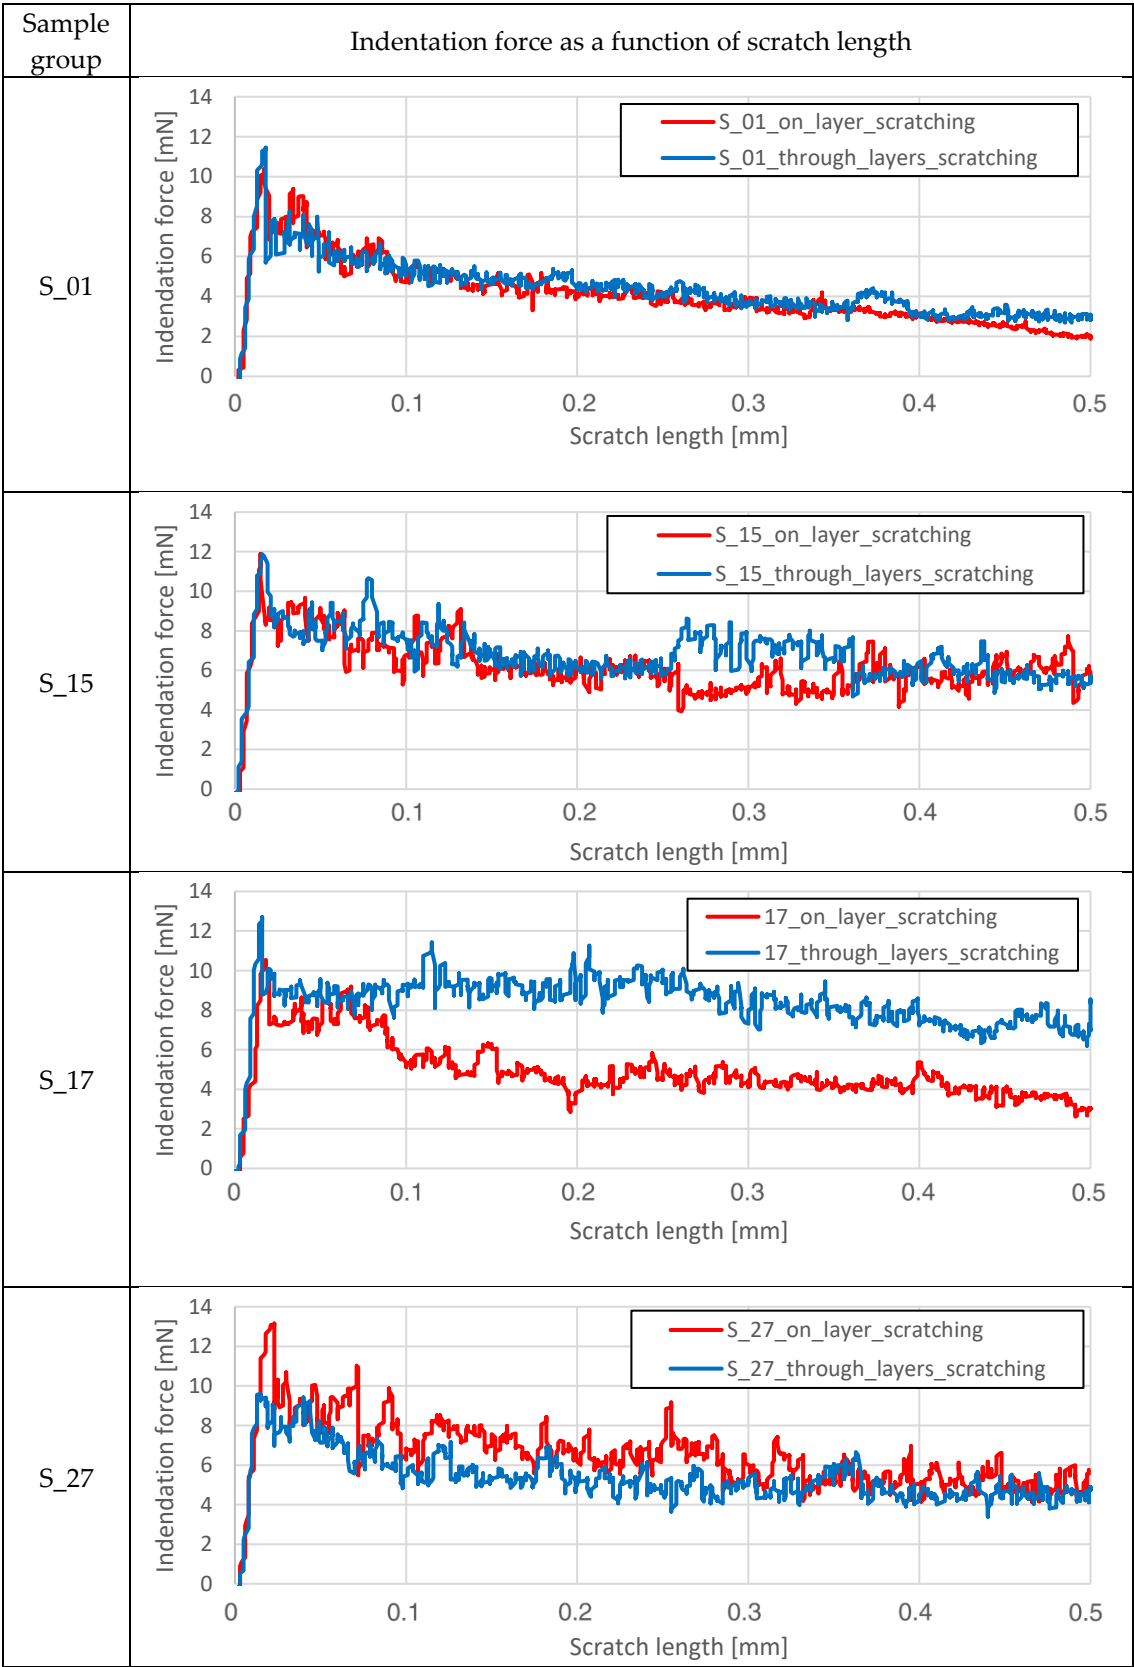 Sample
group
Indentation force as a function of scratch length
S_01
Indendation force [mN]
14
12
10
8
6
4
2
0
S_01_on_layer_scratching
S_01_through_layers_scratching
0 0.1 0.2 0.3 0.4 0.5
Scratch length [mm]
S_15
Indendation force [mN]
14
12
10
8
6
4
2
0
S_15_on_layer_scratching
S_15_through_layers_scratching
0 0.1 0.2 0.3 0.4 0.5
Scratch length [mm]
S_17
Indendation force [mN]
14
12
10
8
6
4
2
0
17_on_layer_scratching
17_through_layers_scratching
0 0.1 0.2 0.3 0.4 0.5
Scratch length [mm]
S_27
Indendation force [mN]
14
12
10
8
6
4
2
0
S_27_on_layer_scratching
S_27_through_layers_scratching
0 0.1 0.2 0.3 0.4 0.5
Scratch length [mm]